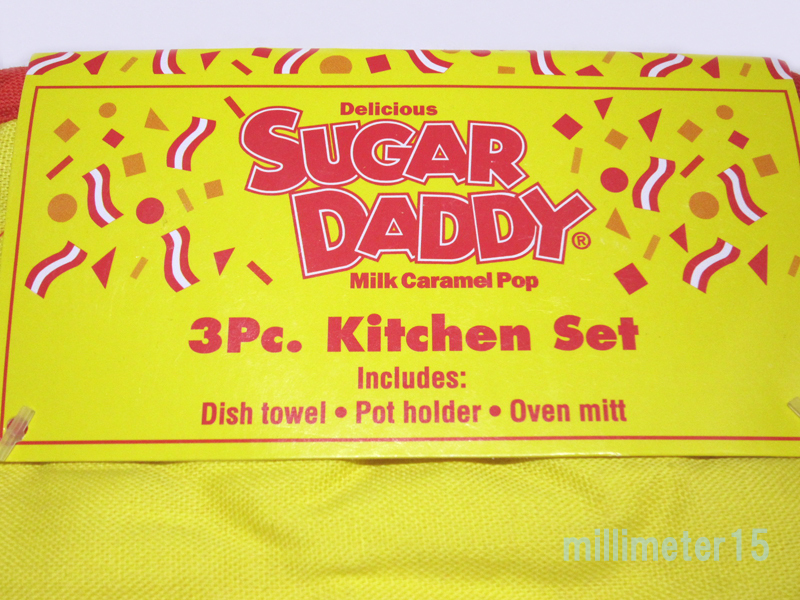 Delicious
SUGAR
DADDY®
Milk Caramel Pop
3Pc. Kitchen Set
Includes:
Dish towel • Pot holder • Oven mitt
millimeter15